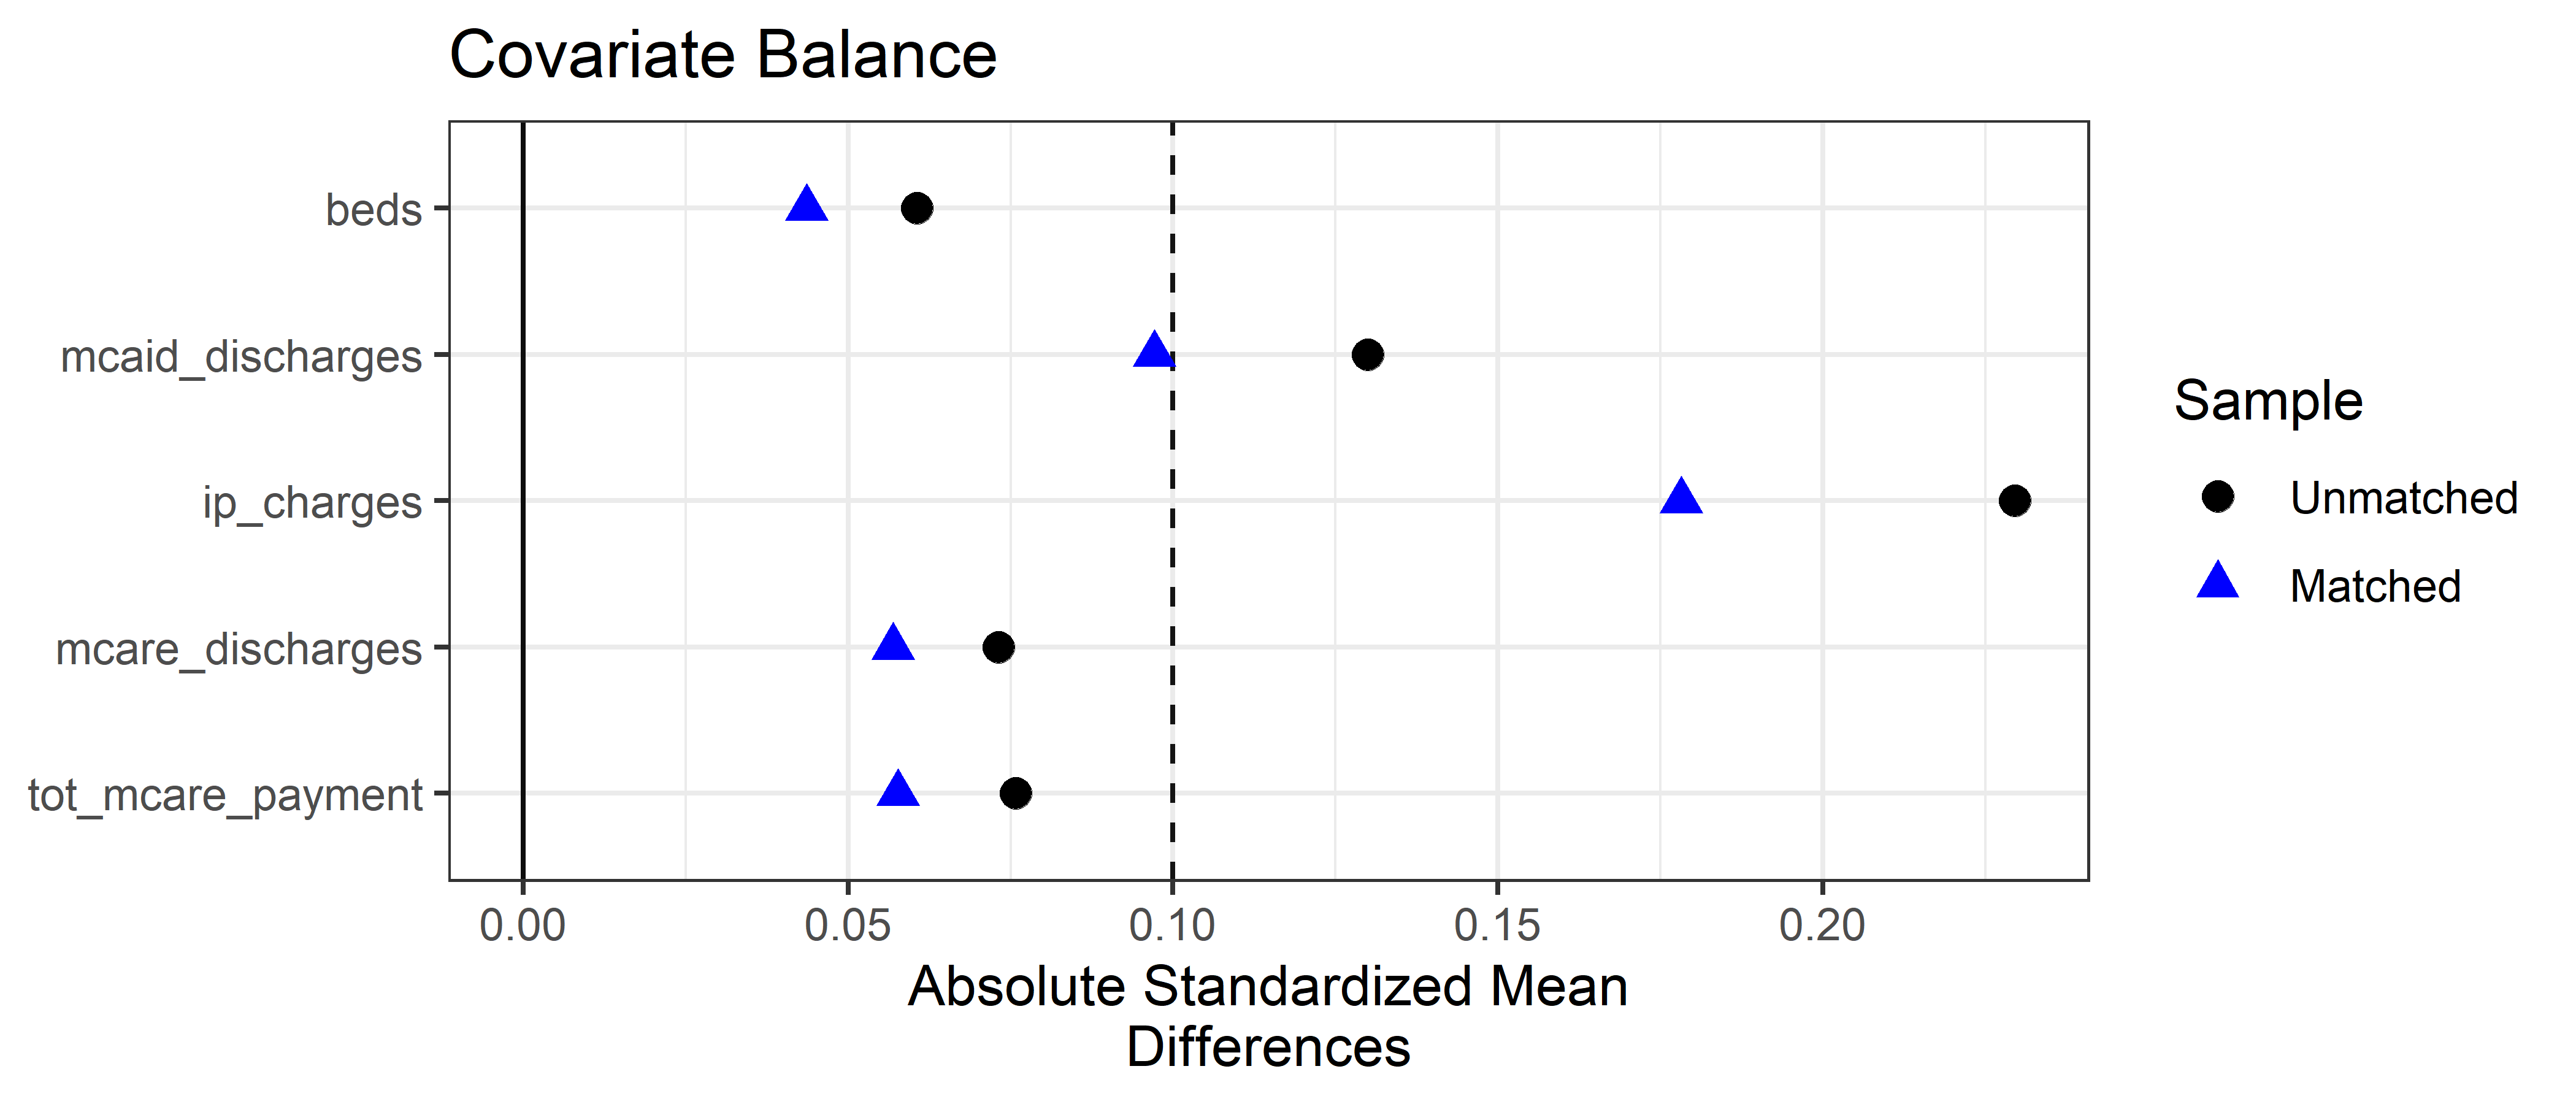 Covariate Balance
beds
mcaid_discharges
ip_charges
mcare_discharges
tot_mcare_payment
0.00
0.05
0.10
0.15
0.20
Absolute Standardized Mean
Differences
Sample
Unmatched
Matched